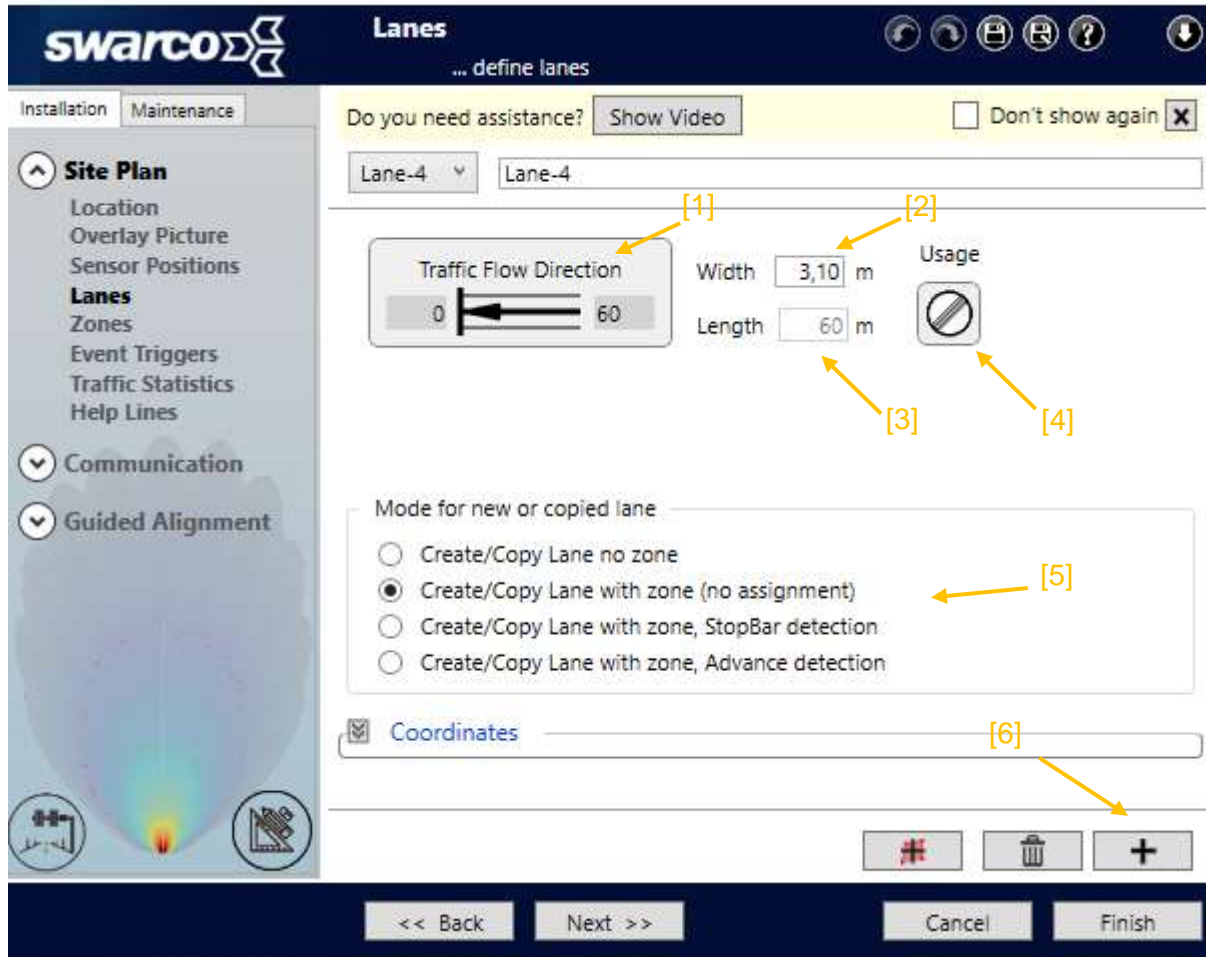 swarco
Lanes
... define lanes
Installation Maintenance
Do you need assistance? Show Video Don't show again
Site Plan
Location
Overlay Picture
Sensor Positions
Lanes
Zones
Event Triggers
Traffic Statistics
Help Lines
Communication
Guided Alignment
Lane-4 Lane-4
[1] [2]
Traffic Flow Direction
0 60
Width 3,10 m
Length 60 m
Usage
[3] [4]
Mode for new or copied lane
Create/Copy Lane no zone
Create/Copy Lane with zone (no assignment)
[5]
Create/Copy Lane with zone, StopBar detection
Create/Copy Lane with zone, Advance detection
Coordinates
[6]
<< Back Next >> Cancel Finish